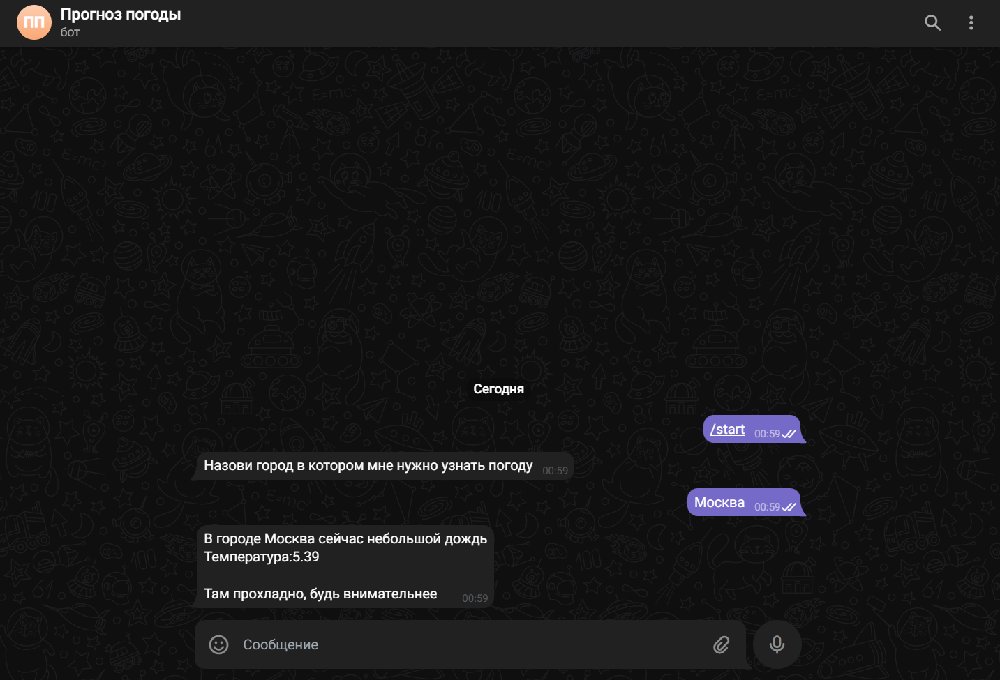 ПП
Прогноз погоды
бот
Сегодня
/start 00:59
Назови город в котором мне нужно узнать погоду 00:59
Москва 00:59
В городе Москва сейчас небольшой дождь
Температура:5.39
Там прохладно, будь внимательнее 00:59
Сообщение